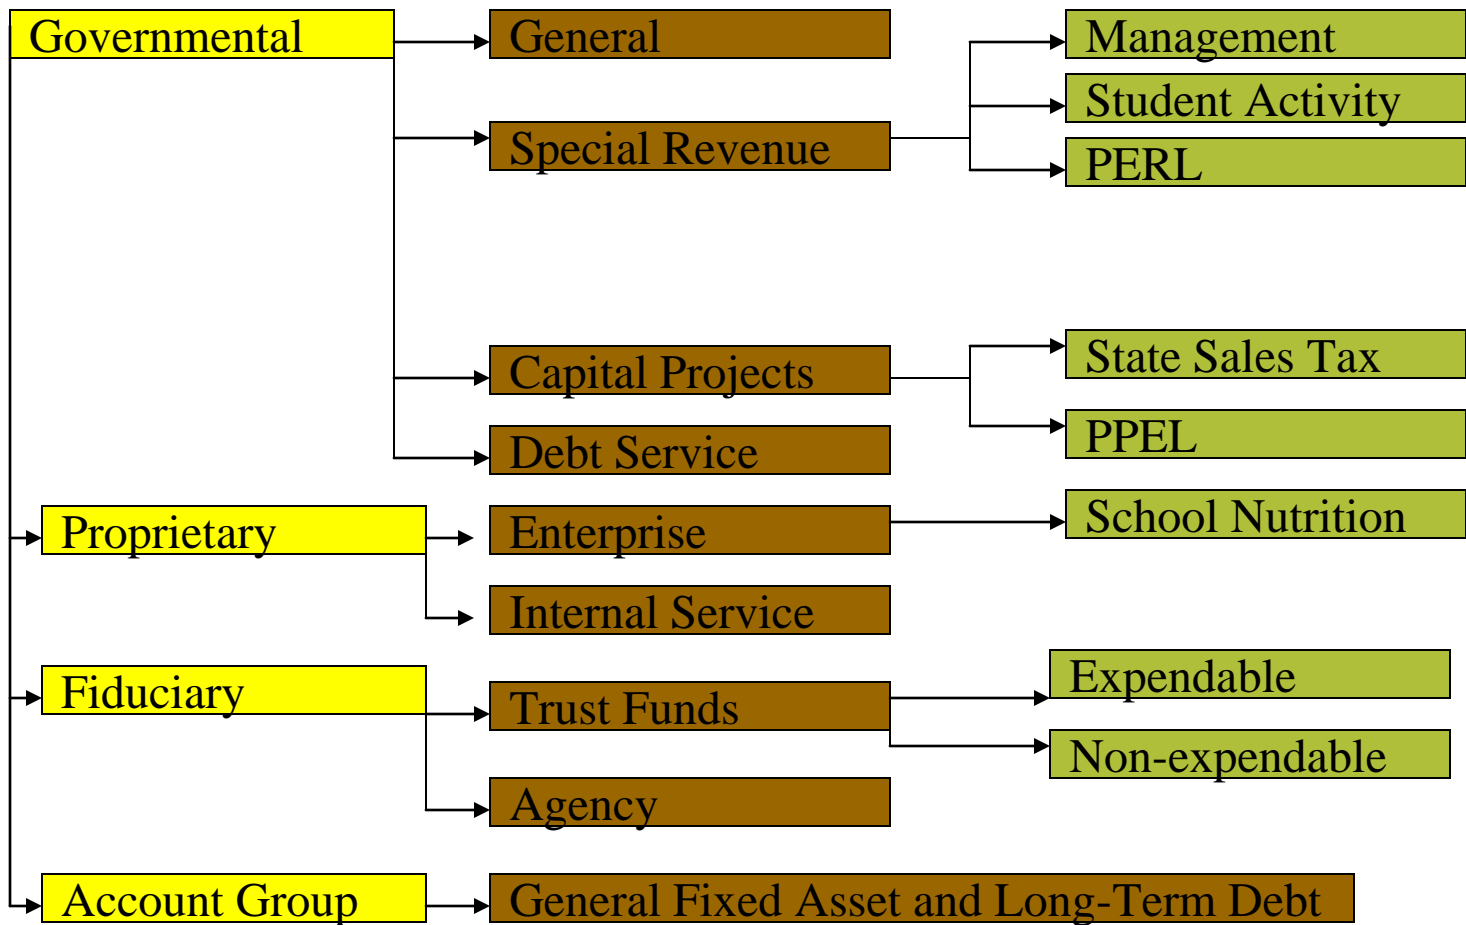 Governmental
General
Management
Student Activity
Special Revenue
PERL
State Sales Tax
Capital Projects
PPEL
Debt Service
School Nutrition
Proprietary
Enterprise
Internal Service
Expendable
Fiduciary
Trust Funds
Non-expendable
Agency
Account Group
General Fixed Asset and Long-Term Debt